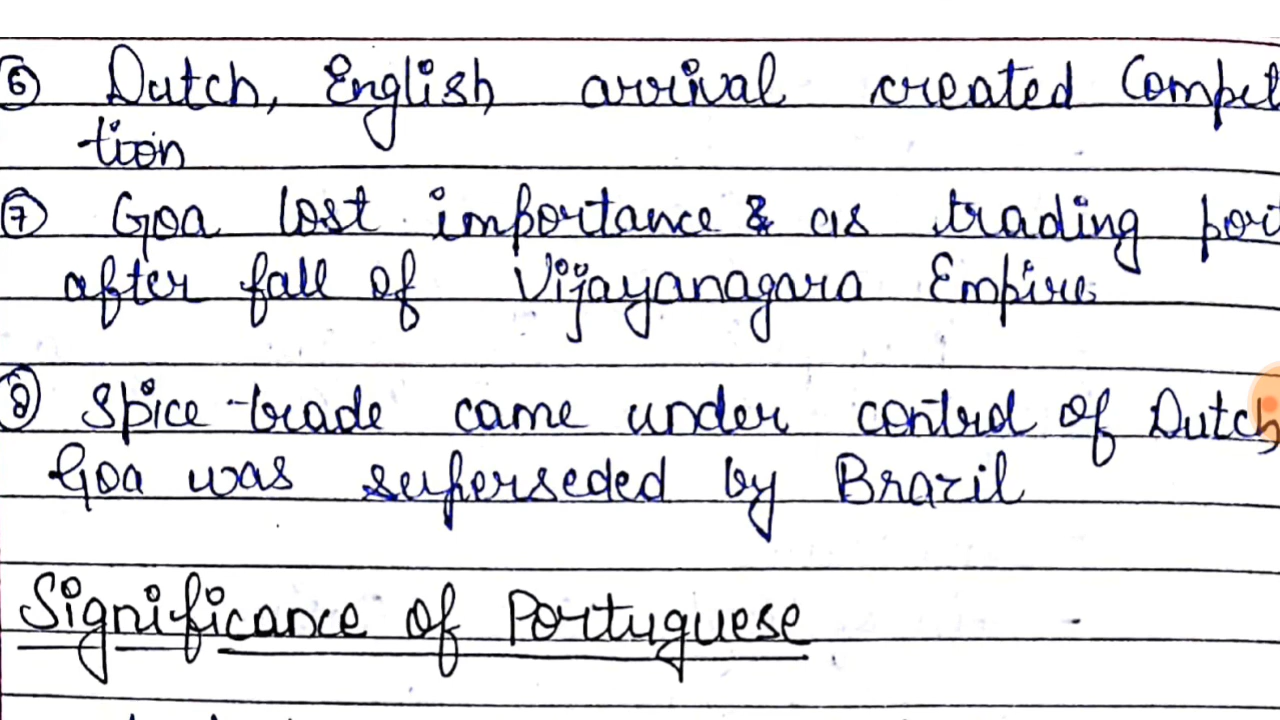 ⑥ Dutch, English arrival created Compet
tion
⑦ Goa lost importance & as trading port
after fall of Vijayanagara Empire
⑧ Spice trade came under control of Dutch
Goa was superseded by Brazil
Significance of Portuguese